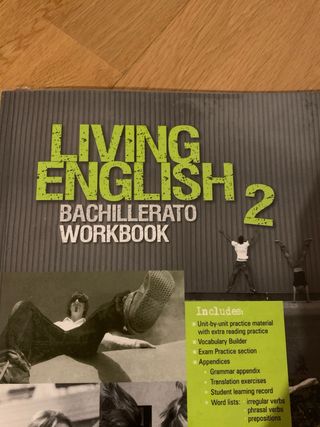 LIVING
ENGLISH 2
BACHILLERATO
WORKBOOK
Includes:
Unit-by-unit practice material
with extra reading practice
Vocabulary Builder
Exam Practice section
Appendices
Grammar appendix
Translation exercises
Student learning record
Word lists: irregular verbs
phrasal verbs
prepositions